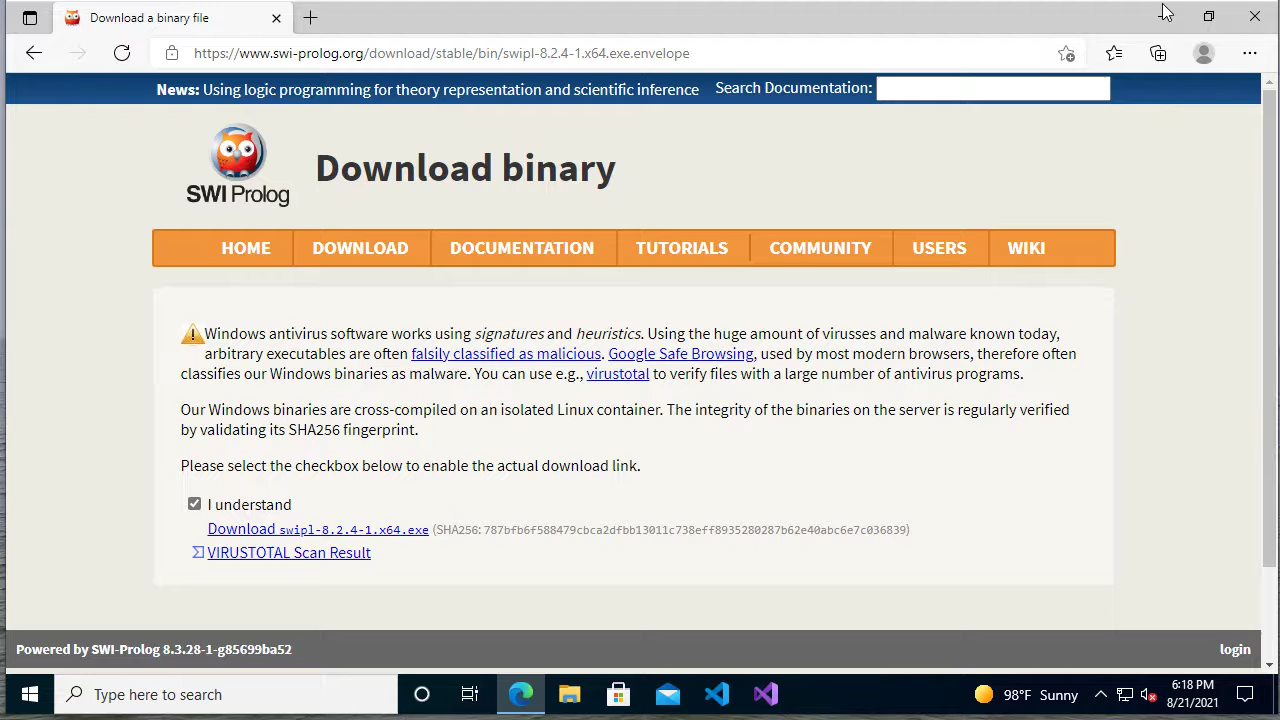 Download a binary file
https://www.swi-prolog.org/download/stable/bin/swipl-8.2.4-1.x64.exe.envelope
News: Using logic programming for theory representation and scientific inference Search Documentation:
SWI Prolog
Download binary
HOME DOWNLOAD DOCUMENTATION TUTORIALS COMMUNITY USERS WIKI
Windows antivirus software works using signatures and heuristics. Using the huge amount of virusses and malware known today,
arbitrary executables are often falsily classified as malicious. Google Safe Browsing, used by most modern browsers, therefore often
classifies our Windows binaries as malware. You can use e.g., virustotal to verify files with a large number of antivirus programs.
Our Windows binaries are cross-compiled on an isolated Linux container. The integrity of the binaries on the server is regularly verified
by validating its SHA256 fingerprint.
Please select the checkbox below to enable the actual download link.
I understand
Download swipl-8.2.4-1.x64.exe (SHA256: 787bfb6f588479cbca2dfbb13011c738eff8935280287b62e40abc6e7c036839)
VIRUSTOTAL Scan Result
Powered by SWI-Prolog 8.3.28-1-g85699ba52 login
Type here to search
98°F Sunny
6:18 PM
8/21/2021